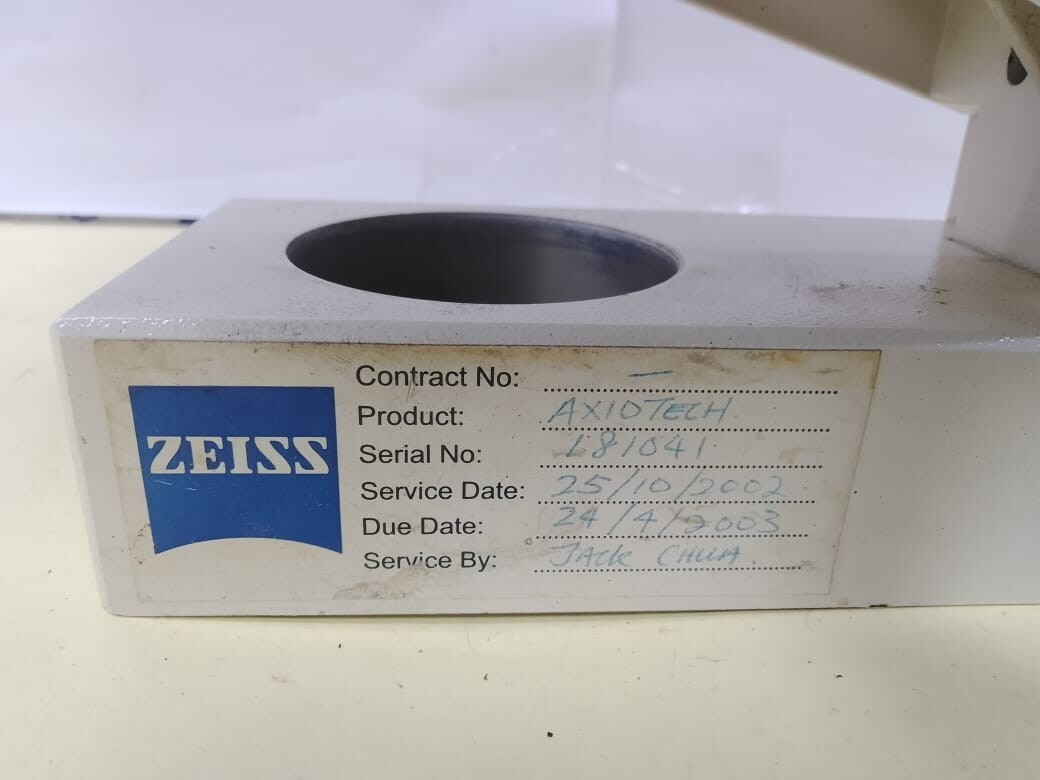 ZEISS
Contract No: —
Product: AXIOTECH
Serial No: 181041
Service Date: 25/10/2002
Due Date: 24/4/2003
Service By: JACK CHUA